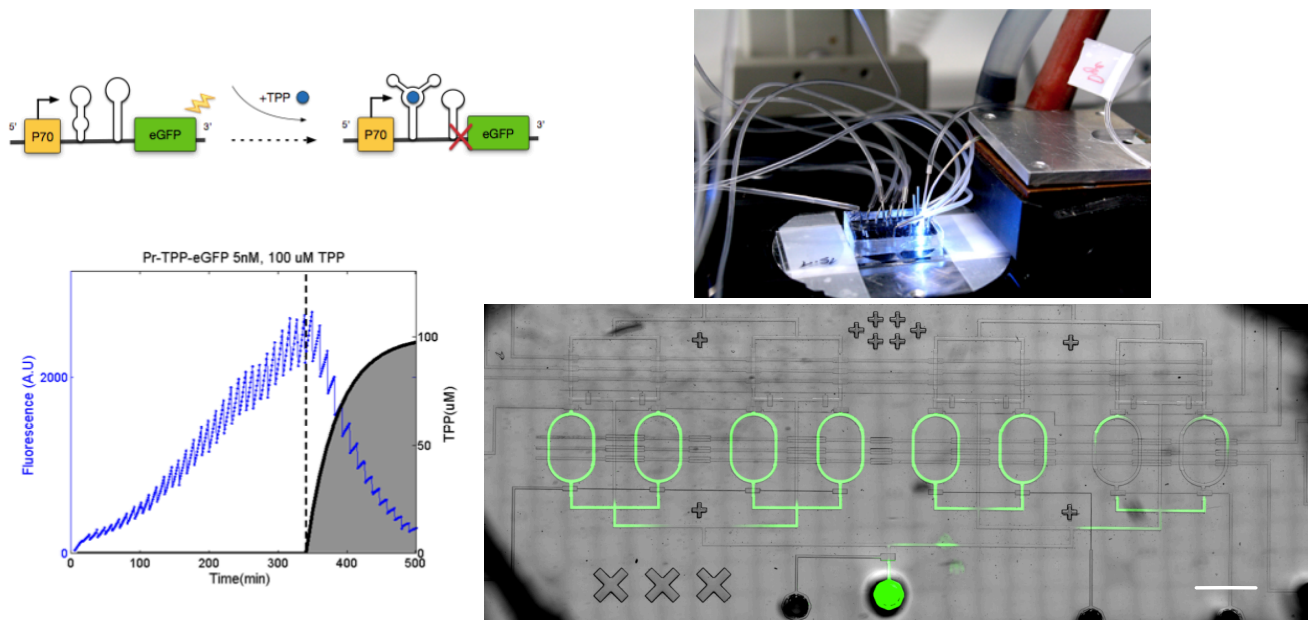 +TPP
5'
P70
eGFP
3'
5'
P70
eGFP
3'
Pr-TPP-eGFP 5nM, 100 uM TPP
Fluorescence (A.U)
2000
0
100
50
0
TPP(uM)
0
100
200
300
400
500
Time(min)